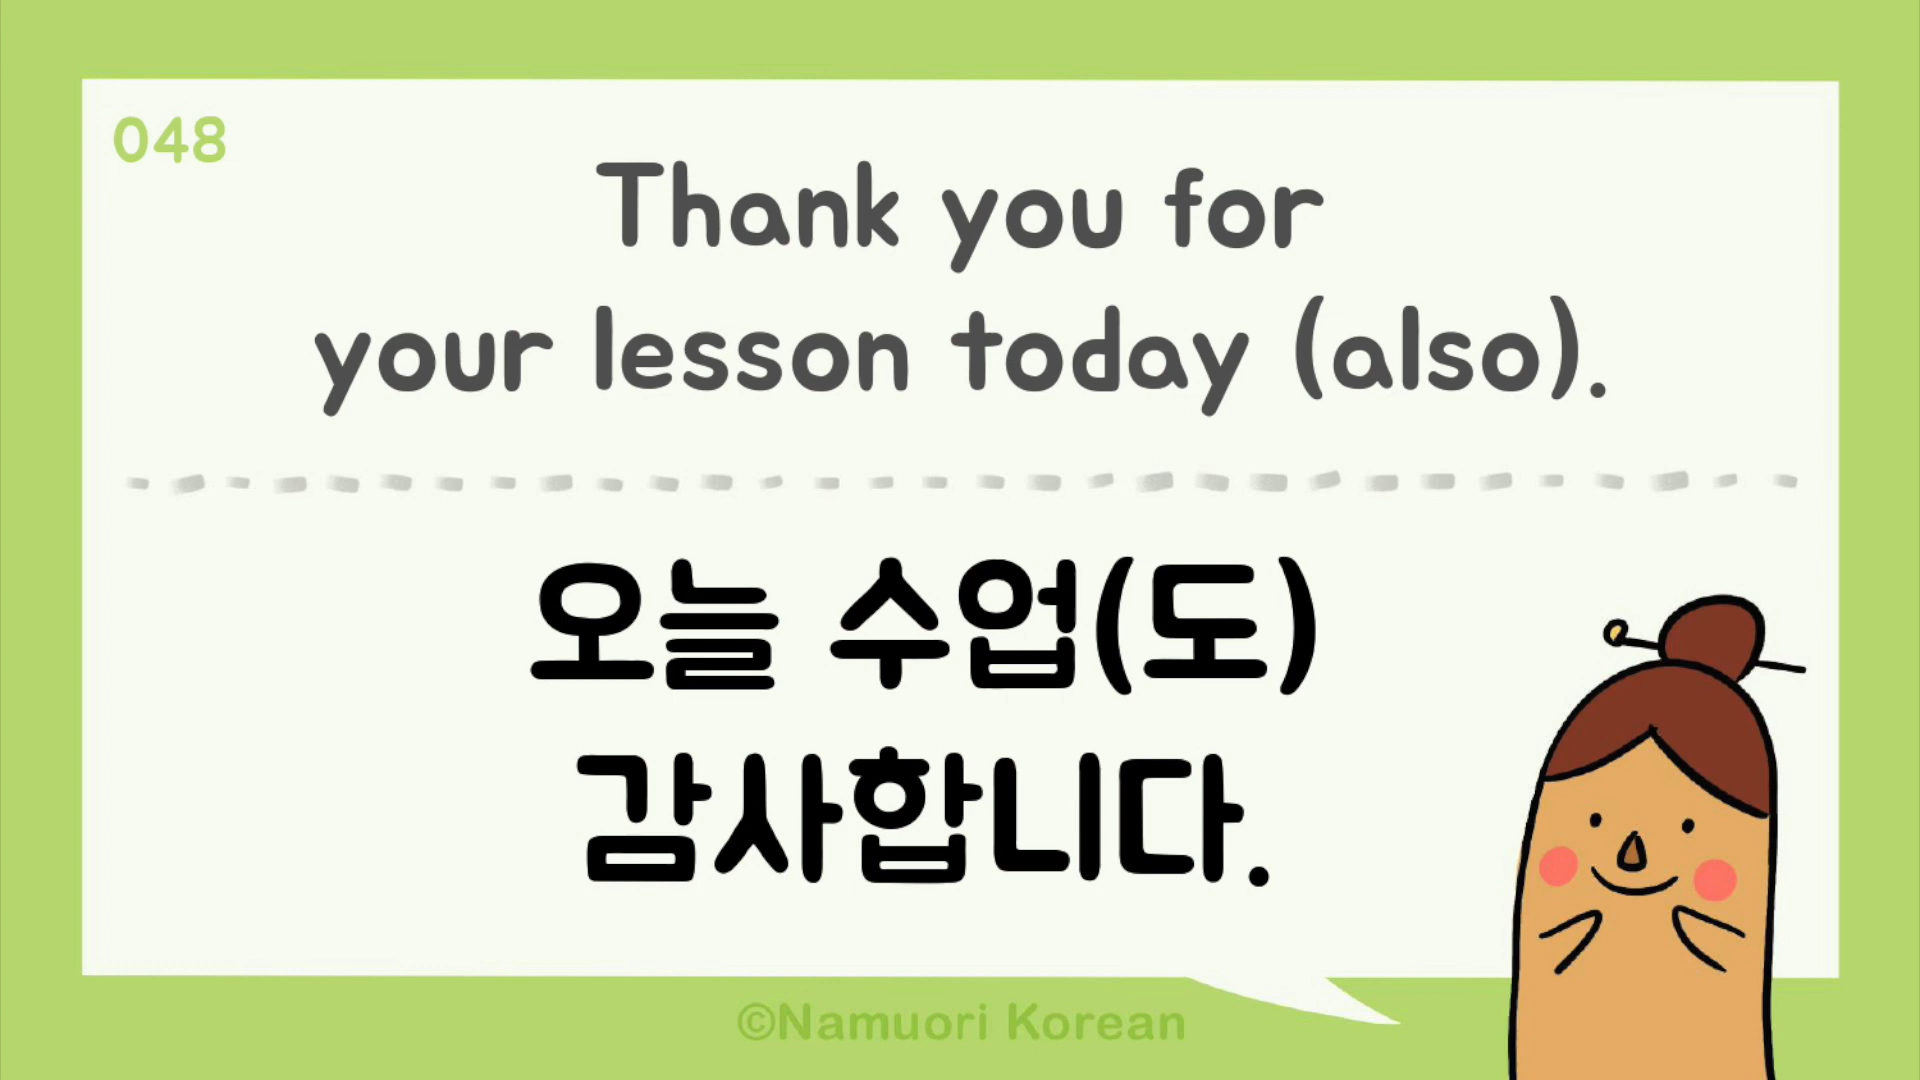 048
Thank you for
your lesson today (also).
오늘 수업(도)
감사합니다.
©Namuori Korean